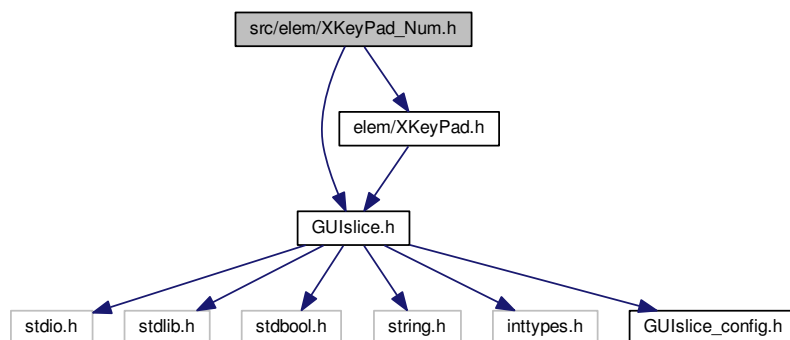 src/elem/XKeyPad_Num.h
elem/XKeyPad.h
GUIslice.h
stdio.h
stdlib.h
stdbool.h
string.h
inttypes.h
GUIslice_config.h